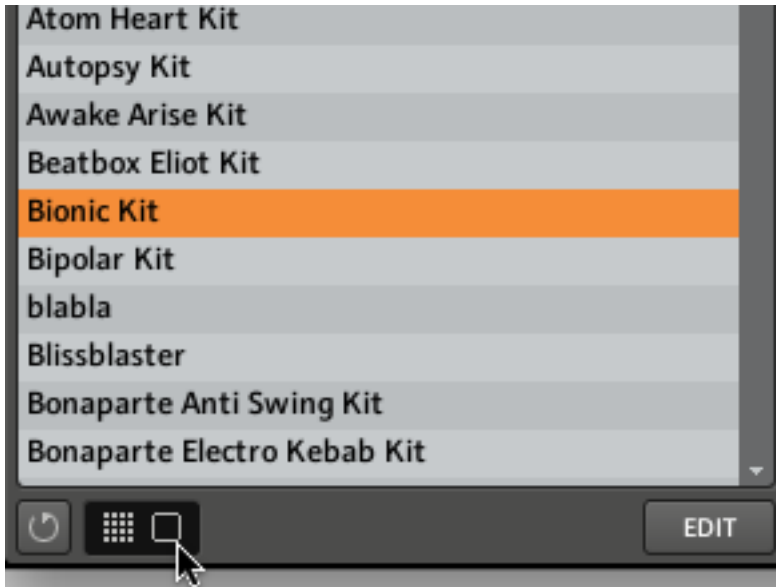 Atom Heart Kit
Autopsy Kit
Awake Arise Kit
Beatbox Eliot Kit
Bionic Kit
Bipolar Kit
blabla
Blissblaster
Bonaparte Anti Swing Kit
Bonaparte Electro Kebab Kit
EDIT